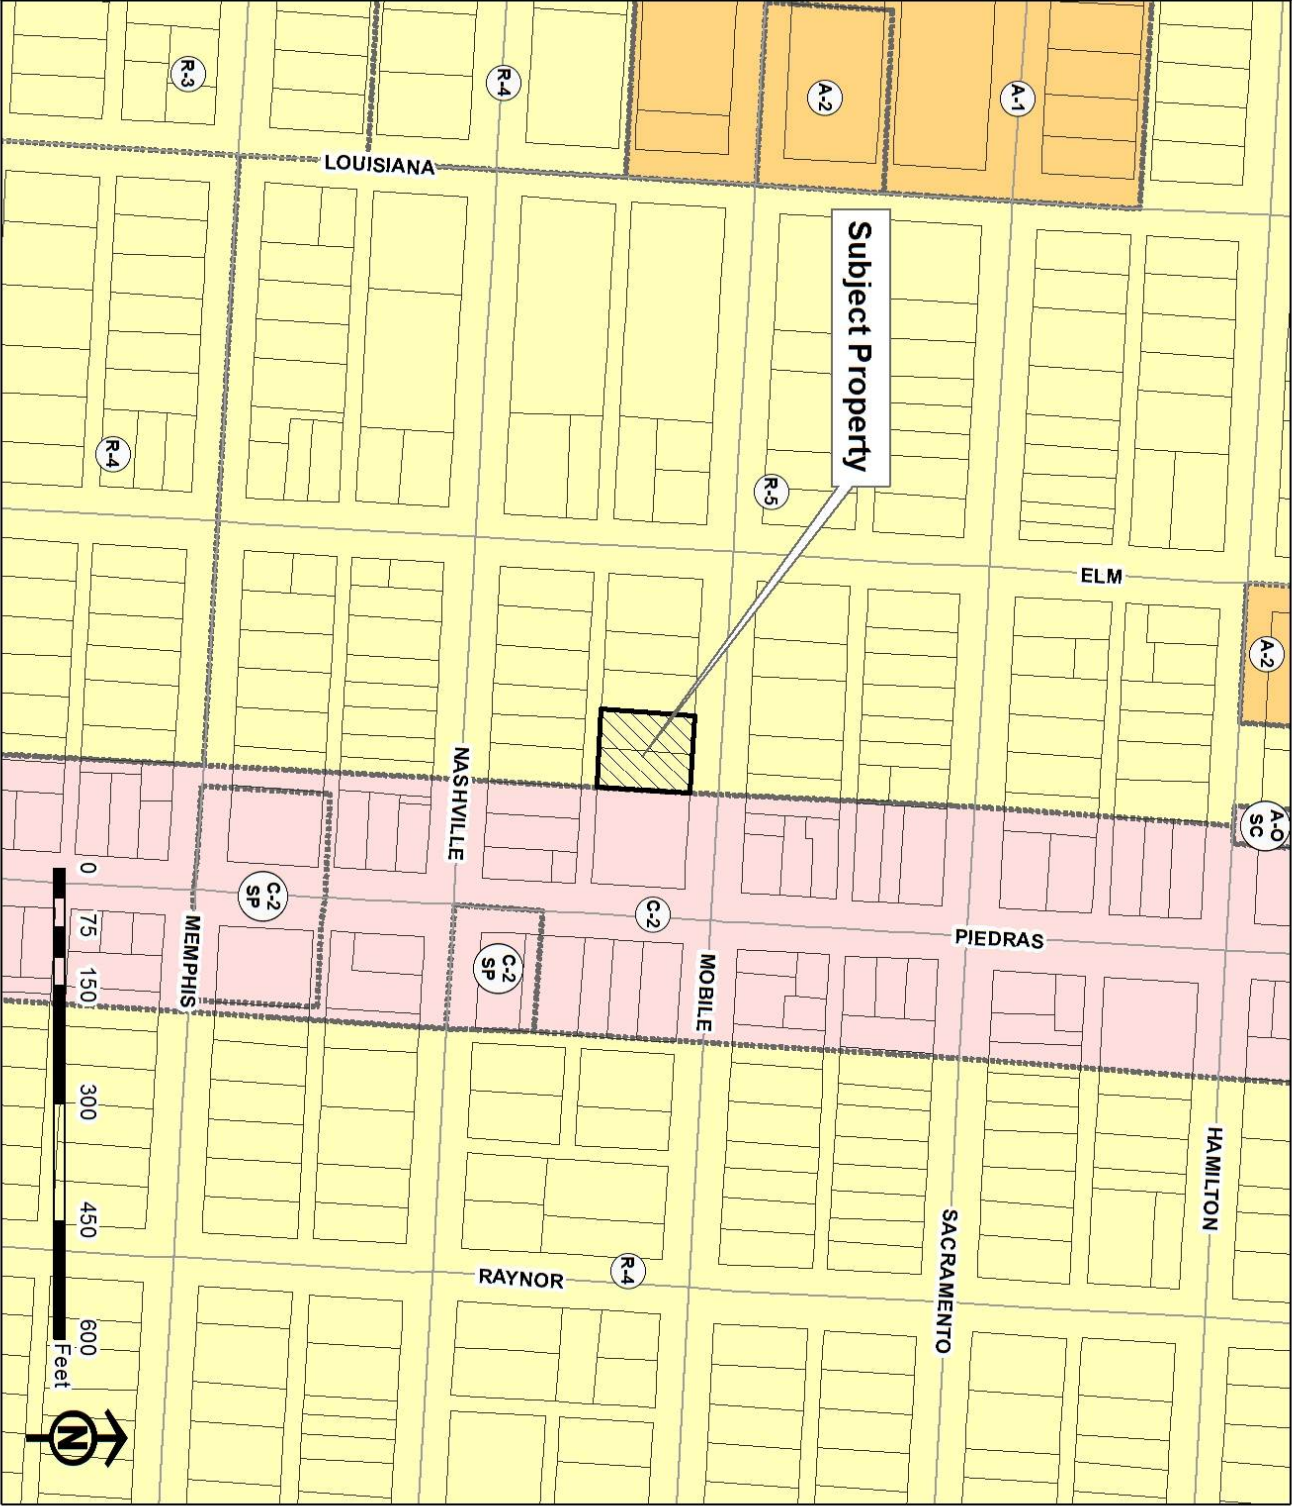 R-3
R-4
A-2
A-1
LOUISIANA
Subject Property
R-4
R-5
ELM
A-2
NASHVILLE
A-O
SC
C-2
SP
C-2
PIEDRAS
C-2
SP
MEMPHIS
MOBILE
HAMILTON
SACRAMENTO
R-4
RAYNOR
0
75
150
300
450
600
Feet
N